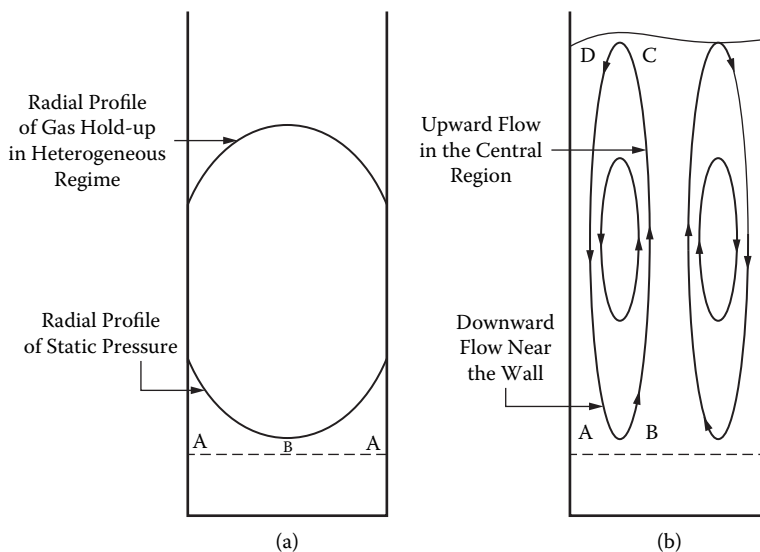 Radial Profile
of Gas Hold-up
in Heterogeneous
Regime
Radial Profile
of Static Pressure
A
B
A
(a)
D
C
Upward Flow
in the Central
Region
Downward
Flow Near
the Wall
A
B
(b)